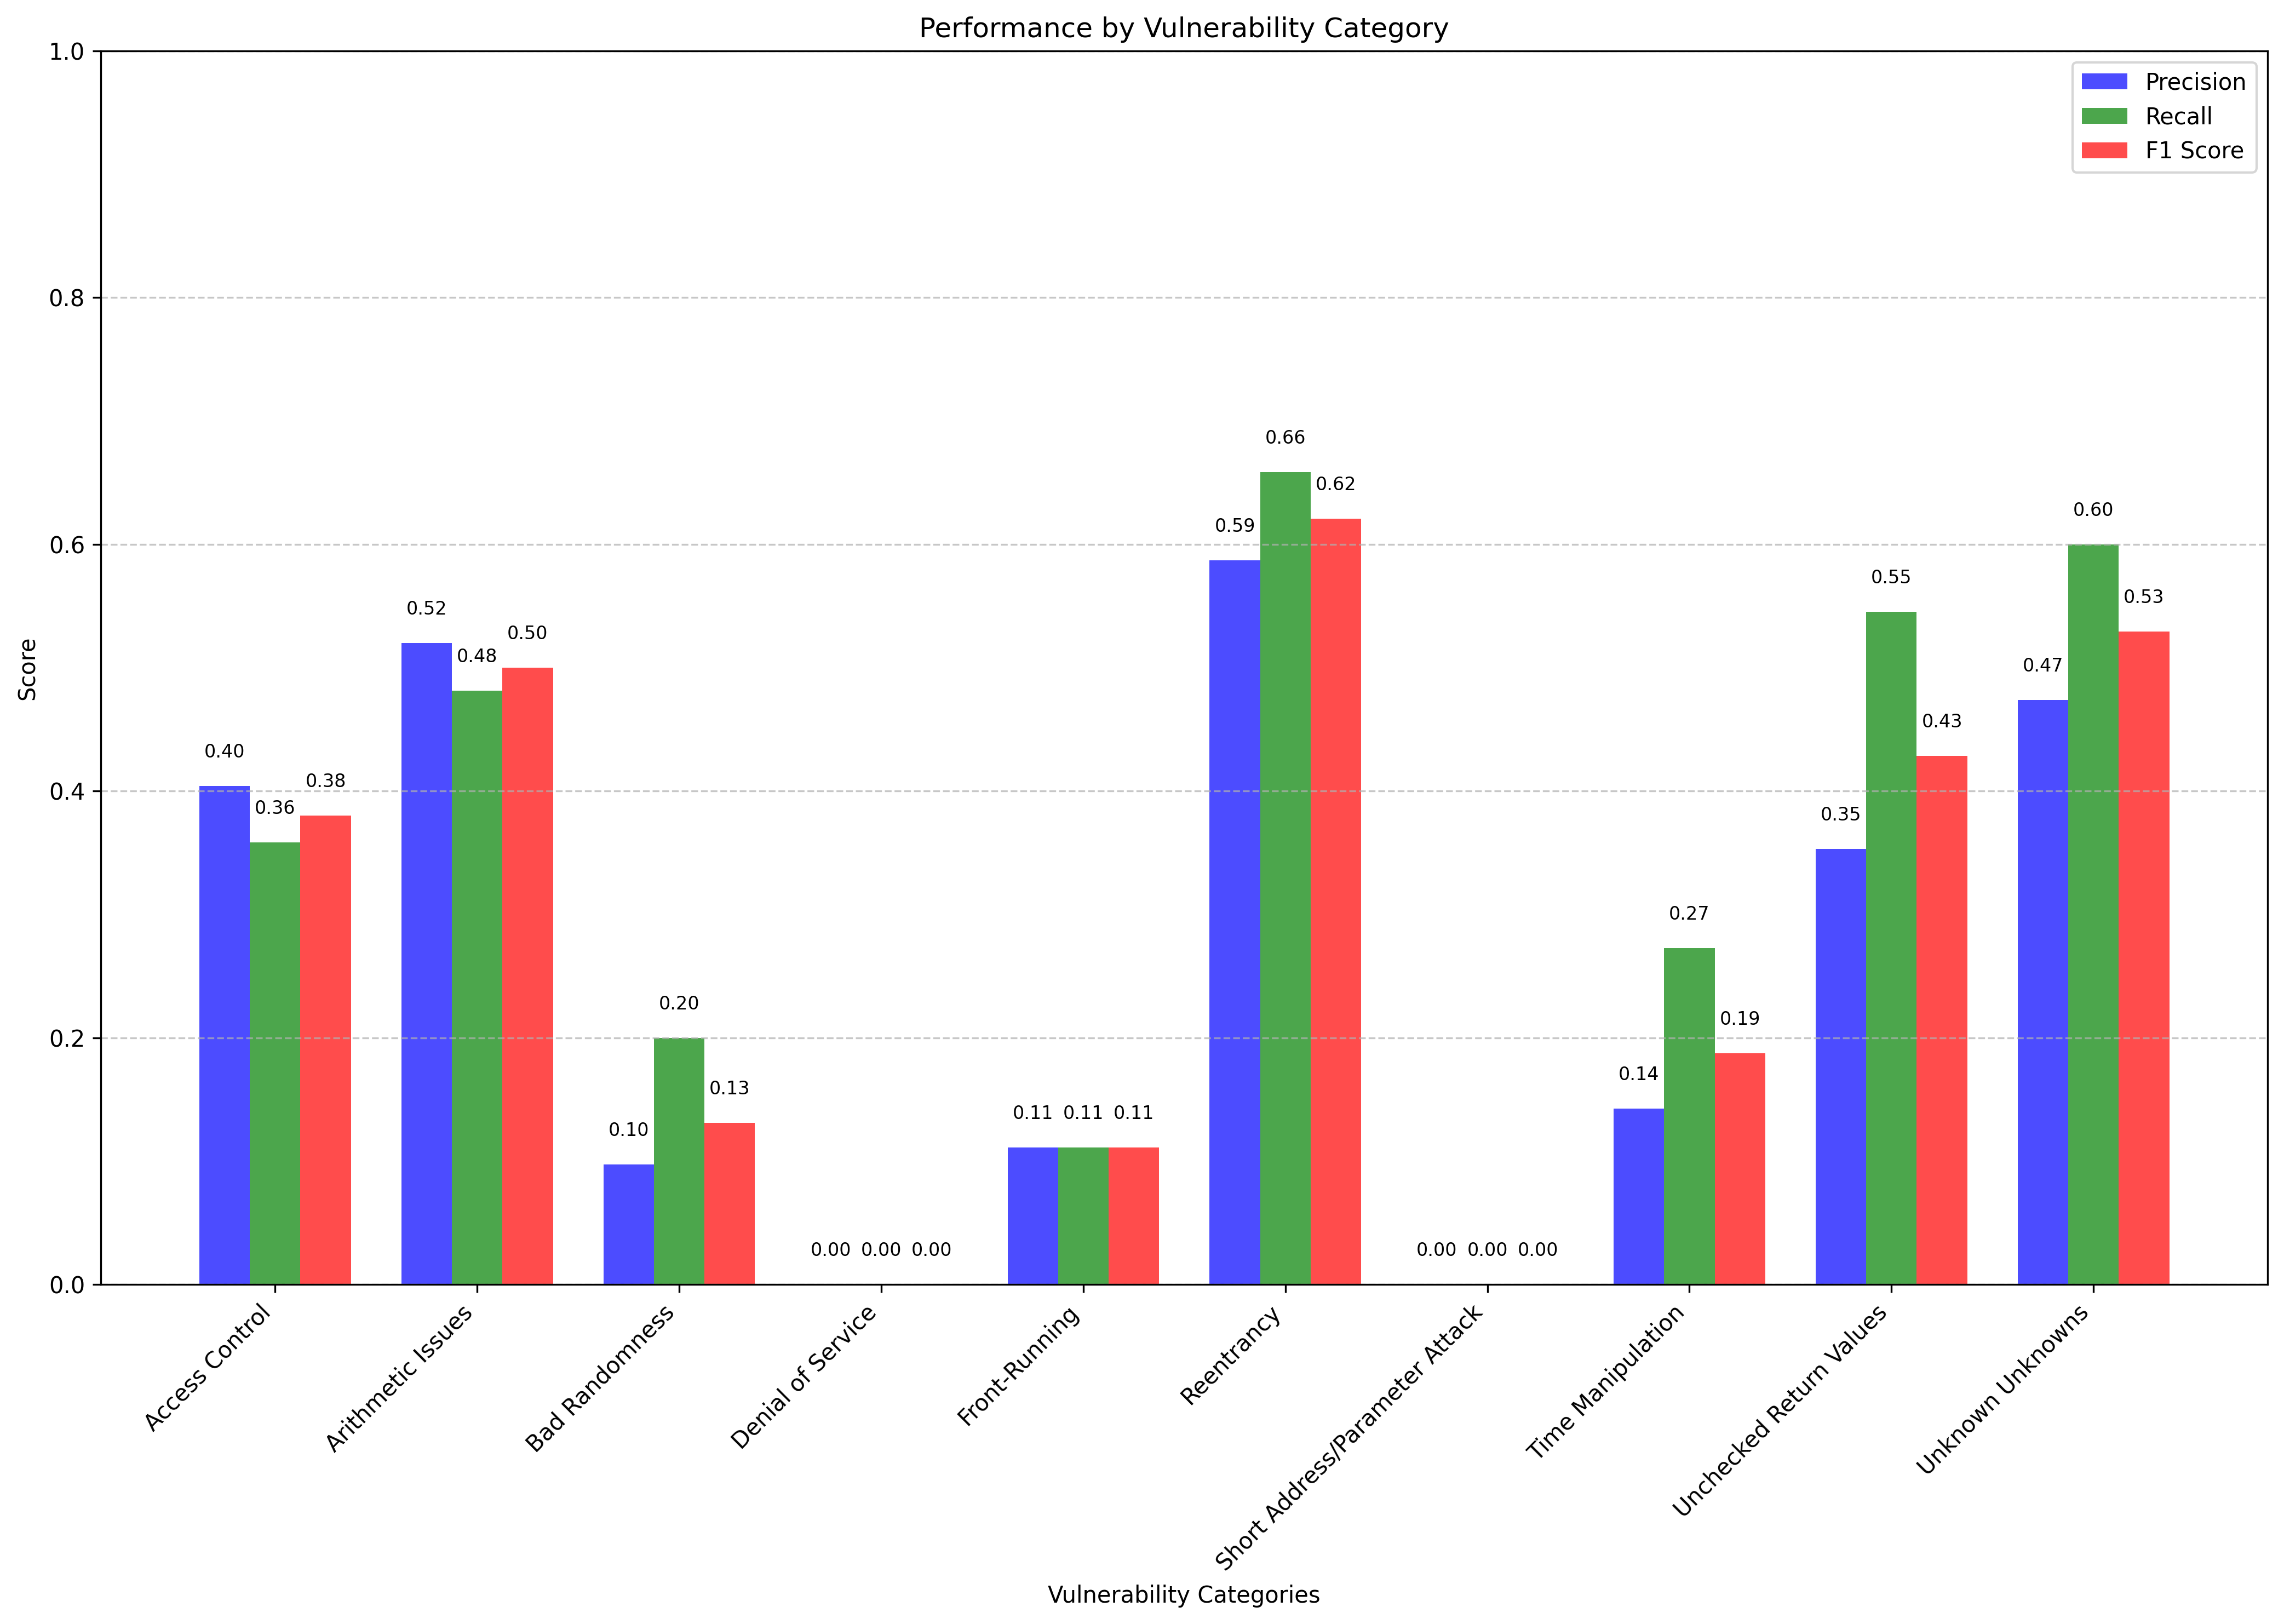 Performance by Vulnerability Category
Precision
Recall
F1 Score
Score
1.0
0.8
0.6
0.4
0.2
0.0
0.40
0.36
0.38
0.52
0.48
0.50
0.10
0.20
0.13
0.00 0.00 0.00
0.11 0.11 0.11
0.59
0.66
0.62
0.00 0.00 0.00
0.14
0.27
0.19
0.35
0.55
0.43
0.47
0.60
0.53
Access Control
Arithmetic Issues
Bad Randomness
Denial of Service
Front-Running
Reentrancy
Short Address/Parameter Attack
Time Manipulation
Unchecked Return Values
Unknown Unknowns
Vulnerability Categories